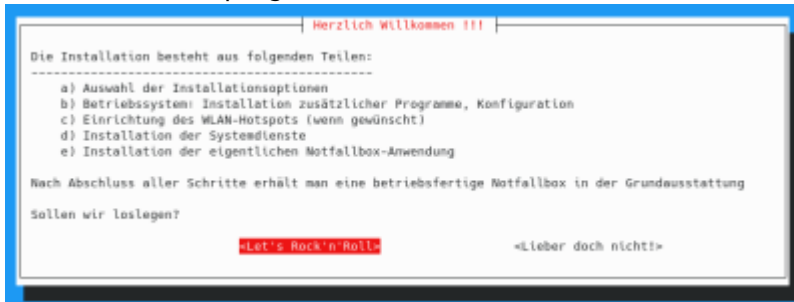 Herzlich Willkommen !!!
Die Installation besteht aus folgenden Teilen:
-----------------------------------------------
a) Auswahl der Installationsoptionen
b) Betriebssystem: Installation zusätzlicher Programme, Konfiguration
c) Einrichtung des WLAN-Hotspots (wenn gewünscht)
d) Installation der Systemdienste
e) Installation der eigentlichen Notfallbox-Anwendung
Nach Abschluss aller Schritte erhält man eine betriebsfertige Notfallbox in der Grundausstattung
Sollen wir loslegen?
<Let's Rock'n'Roll> <Lieber doch nicht!>